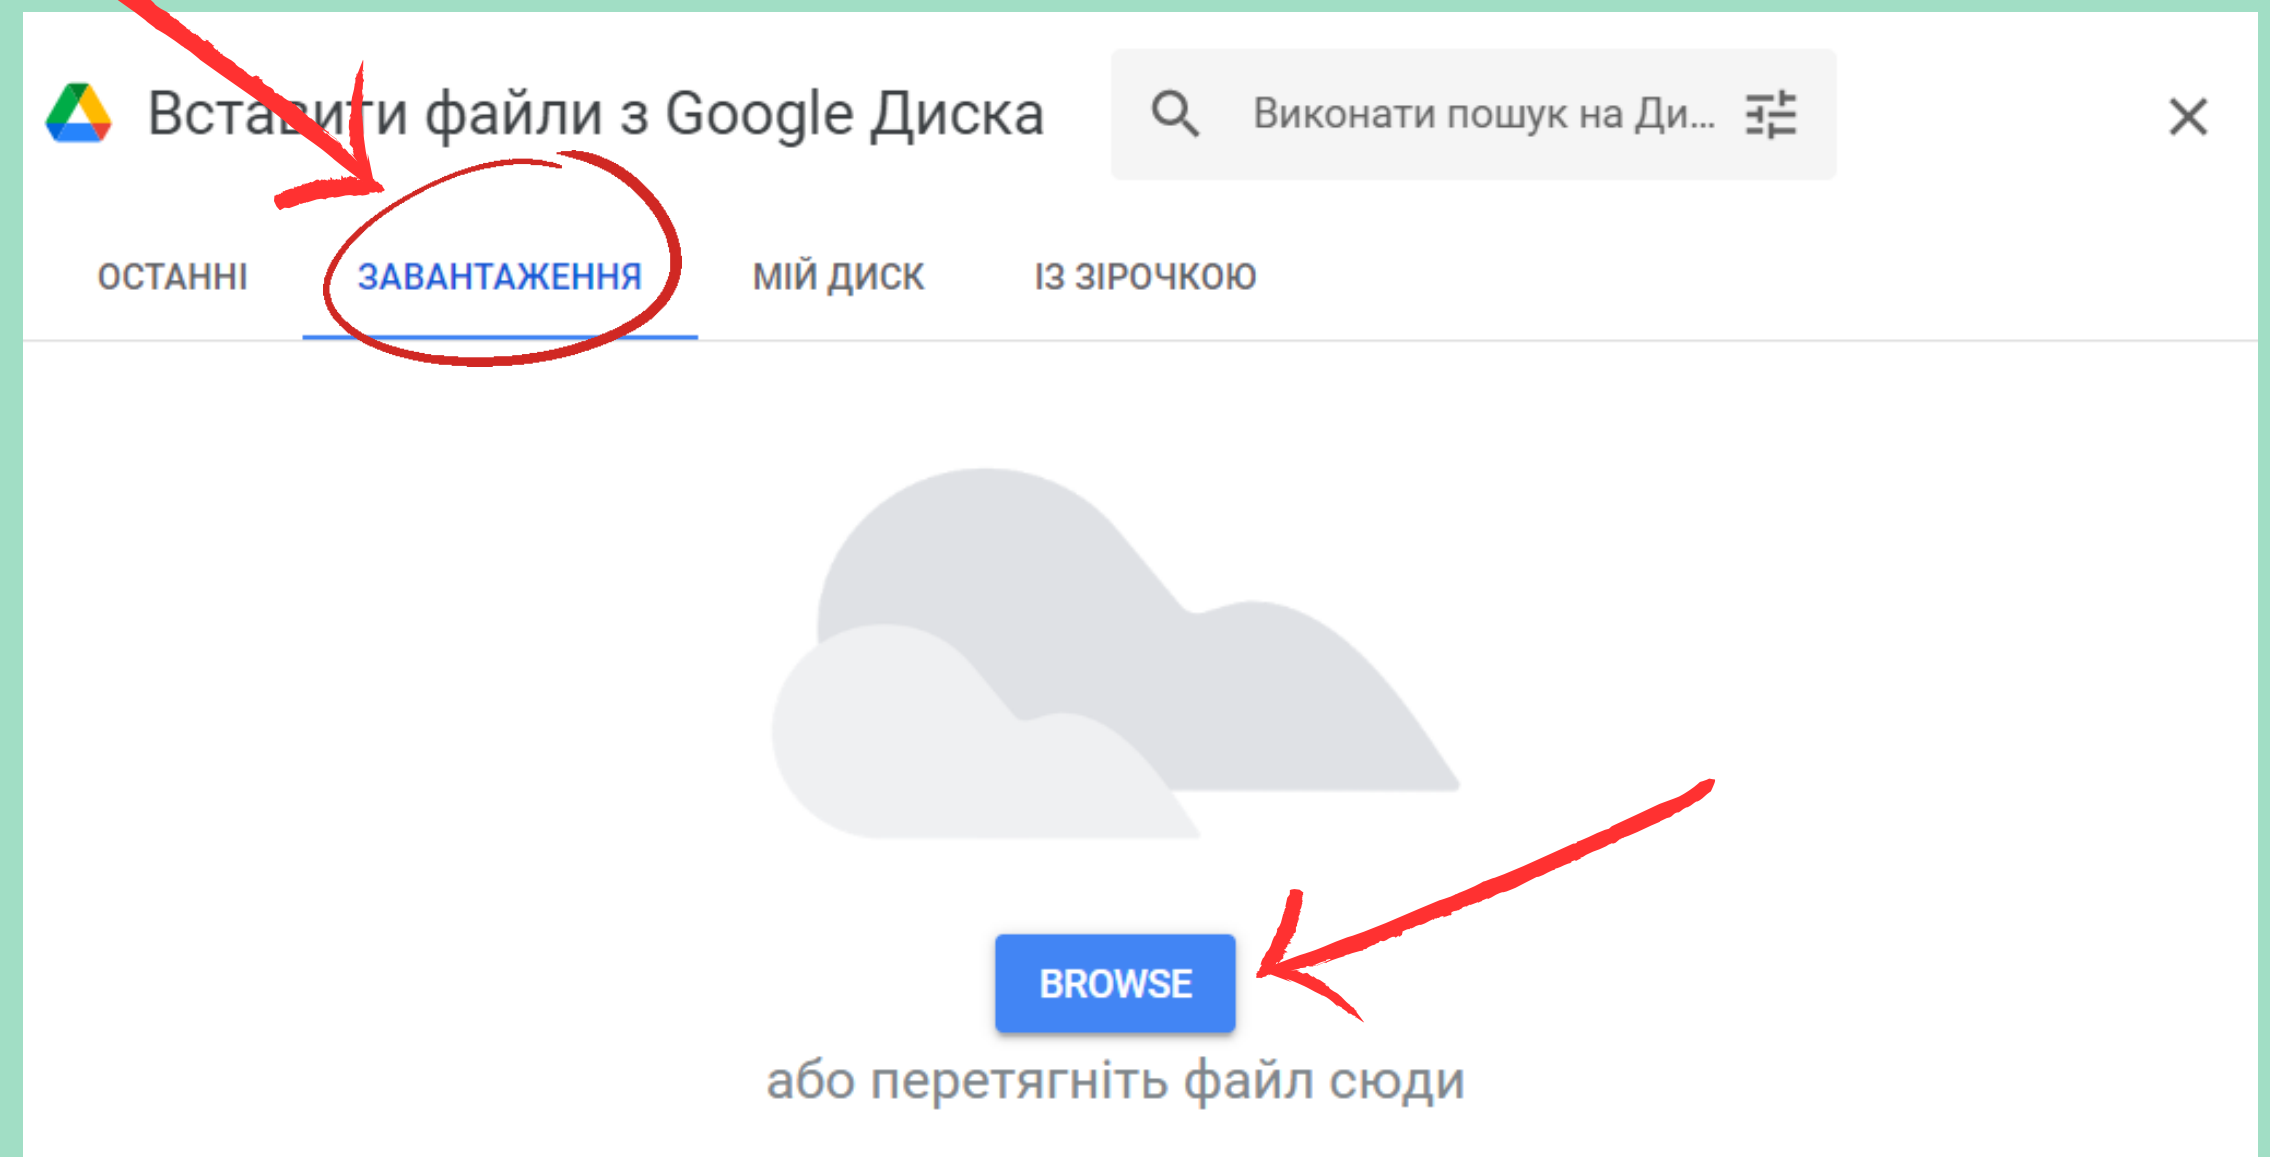 Вставити файли з Google Диска
Виконати пошук на Ди...
ОСТАННІ
ЗАВАНТАЖЕННЯ
МІЙ ДИСК
ІЗ ЗІРОЧКОЮ
BROWSE
або перетягніть файл сюди